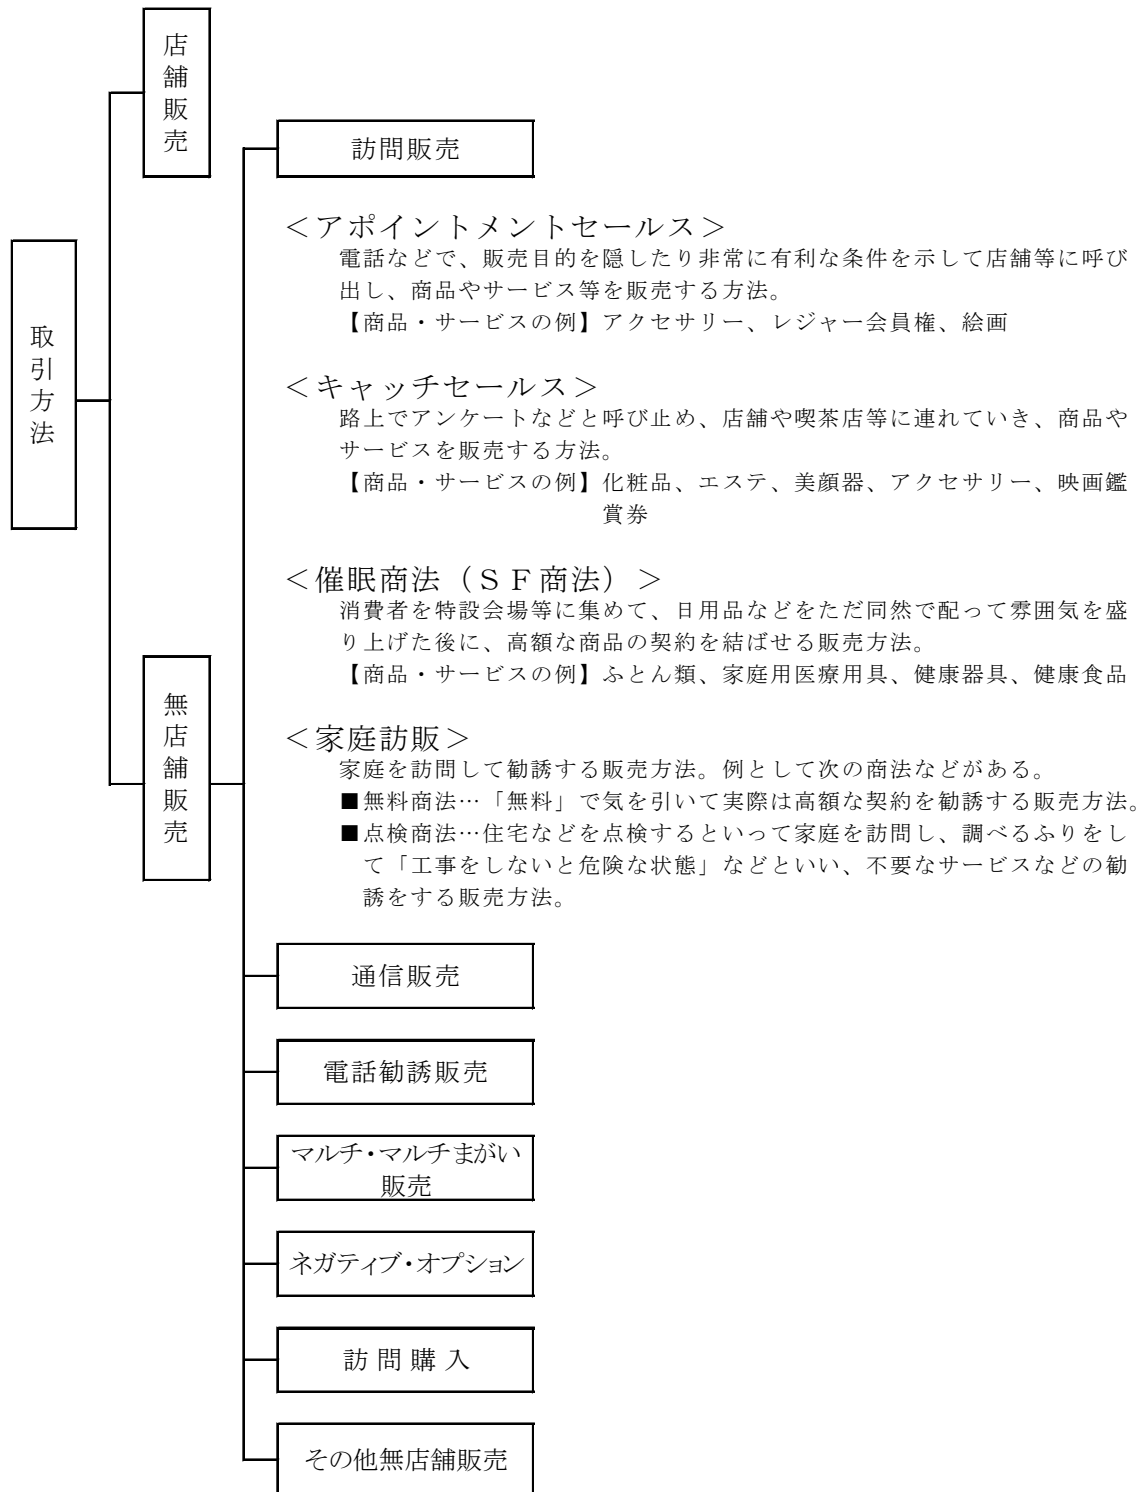 店舗販売
訪問販売
＜アポイントメントセールス＞
電話などで、販売目的を隠したり非常に有利な条件を示して店舗等に呼び
出し、商品やサービス等を販売する方法。
【商品・サービスの例】アクセサリー、レジャー会員権、絵画
取引方法
＜キャッチセールス＞
路上でアンケートなどと呼び止め、店舗や喫茶店等に連れていき、商品や
サービスを販売する方法。
【商品・サービスの例】化粧品、エステ、美顔器、アクセサリー、映画鑑
賞券
＜催眠商法（ＳＦ商法）＞
消費者を特設会場等に集めて、日用品などをただ同然で配って雰囲気を盛
り上げた後に、高額な商品の契約を結ばせる販売方法。
【商品・サービスの例】ふとん類、家庭用医療用具、健康器具、健康食品
無店舗販売
＜家庭訪販＞
家庭を訪問して勧誘する販売方法。例として次の商法などがある。
■無料商法…「無料」で気を引いて実際は高額な契約を勧誘する販売方法。
■点検商法…住宅などを点検するといって家庭を訪問し、調べるふりをし
て「工事をしないと危険な状態」などといい、不要なサービスなどの勧
誘をする販売方法。
通信販売
電話勧誘販売
マルチ・マルチまがい
販売
ネガティブ・オプション
訪問購入
その他無店舗販売